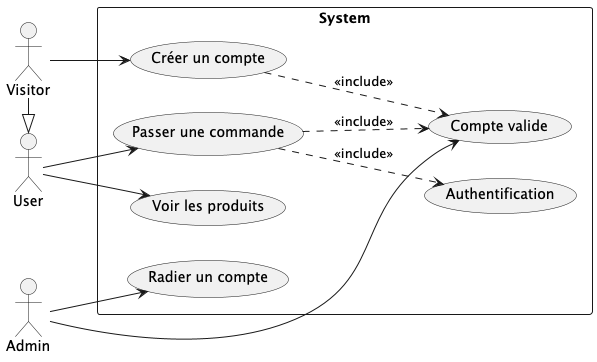 System
Créer un compte
Visitor
«include»
Passer une commande
Compte valide
«include»
«include»
User
Voir les produits
Authentification
Radier un compte
Admin